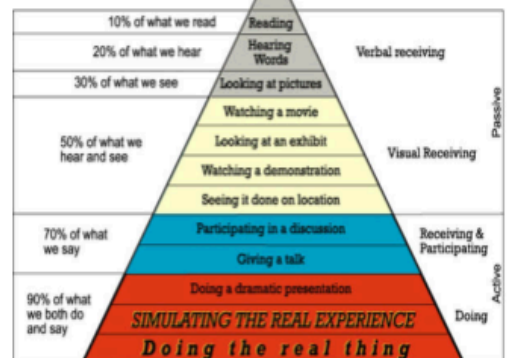 10% of what we read
Reading
20% of what we hear
Hearing
Words
Verbal receiving
30% of what we see
Looking at pictures
Watching a movie
50% of what we
hear and see
Looking at an exhibit
Visual Receiving
Watching a demonstration
Seeing it done on location
Passive
70% of what
we say
Participating in a discussion
Receiving &
Participating
Giving a talk
90% of what
we both do
and say
Doing a dramatic presentation
SIMULATING THE REAL EXPERIENCE
Doing
Doing the real thing
Active